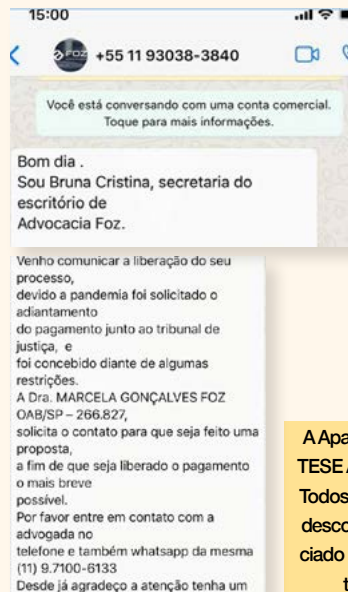 15:00
FOZ
+55 11 93038-3840
Você está conversando com uma conta comercial.
Toque para mais informações.
Bom dia .
Sou Bruna Cristina, secretaria do
escritório de
Advocacia Foz.
Venho comunicar a liberação do seu
processo,
devido a pandemia foi solicitado o
adiantamento
do pagamento junto ao tribunal de
justiça, e
foi concebido diante de algumas
restrições.
A Dra. MARCELA GONÇALVES FOZ
OAB/SP – 266.827,
solicita o contato para que seja feito uma
proposta,
a fim de que seja liberado o pagamento
o mais breve
possível.
Por favor entre em contato com a
advogada no
telefone e também whatsapp da mesma
(11) 9.7100-6133
Desde já agradeço a atenção tenha um
A Apa
TESE
Todos
desco
ciado